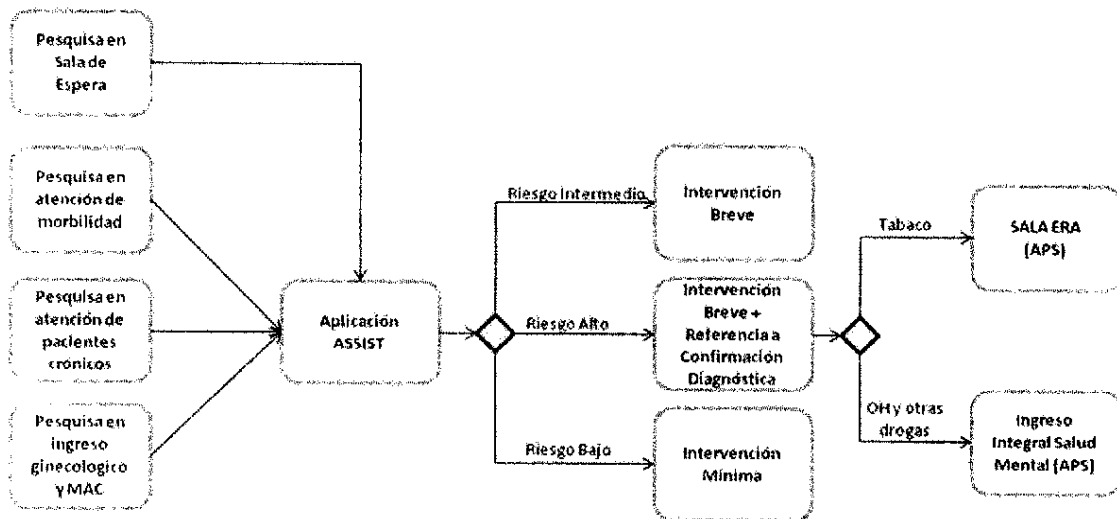 Pesquisa en
Sala de
Espera
Pesquisa en
atención de
morbilidad
Pesquisa en
atención de
pacientes
crónicos
Pesquisa en
ingreso
ginecologico
y MAC
Aplicación
ASSIST
Riesgo Intermedio
Riesgo Alto
Riesgo Bajo
Intervención
Breve
Intervención
Breve +
Referencia a
Confirmación
Diagnóstica
Intervención
Mínima
Tabaco
OH y otras
drogas
SALA ERA
(APS)
Ingreso
Integral Salud
Mental (APS)